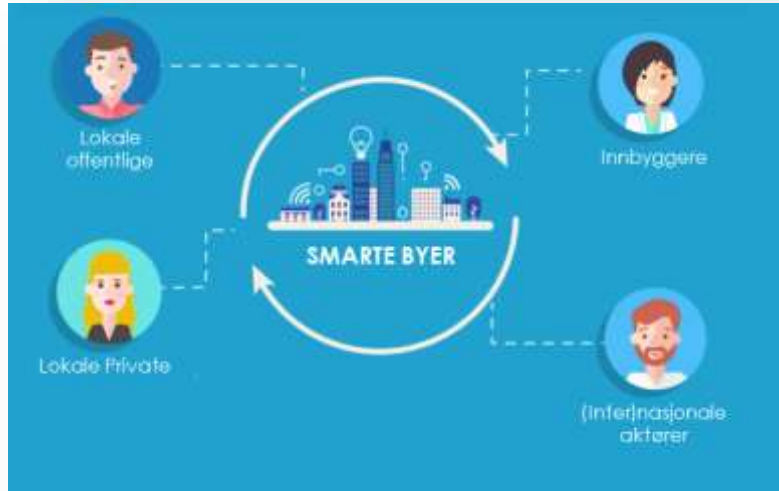 Lokale
offentlige
Innbyggere
SMARTE BYER
Lokale Private
(Inter)nasjonale
aktører